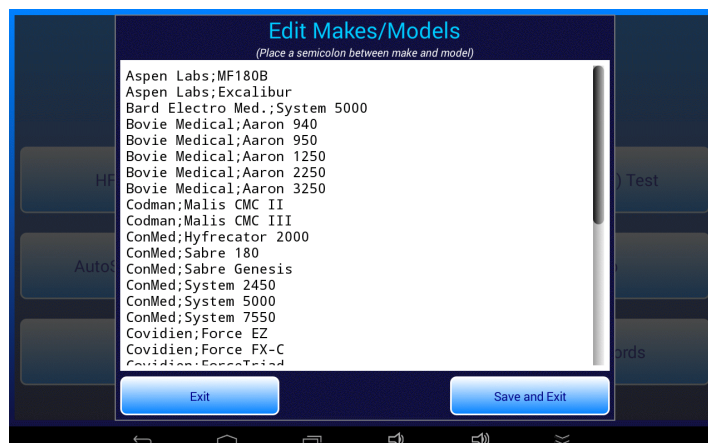 Edit Makes/Models
(Place a semicolon between make and model)
Aspen Labs;MF180B
Aspen Labs;Excalibur
Bard Electro Med.;System 5000
Bovie Medical;Aaron 940
Bovie Medical;Aaron 950
Bovie Medical;Aaron 1250
Bovie Medical;Aaron 2250
Bovie Medical;Aaron 3250
Codman;Malis CMC II
Codman;Malis CMC III
ConMed;Hyfrecator 2000
ConMed;Sabre 180
ConMed;Sabre Genesis
ConMed;System 2450
ConMed;System 5000
ConMed;System 7550
Covidien;Force EZ
Covidien;Force FX-C
Covidien;ForceTriad
HF
) Test
AutoS
Exit
Save and Exit